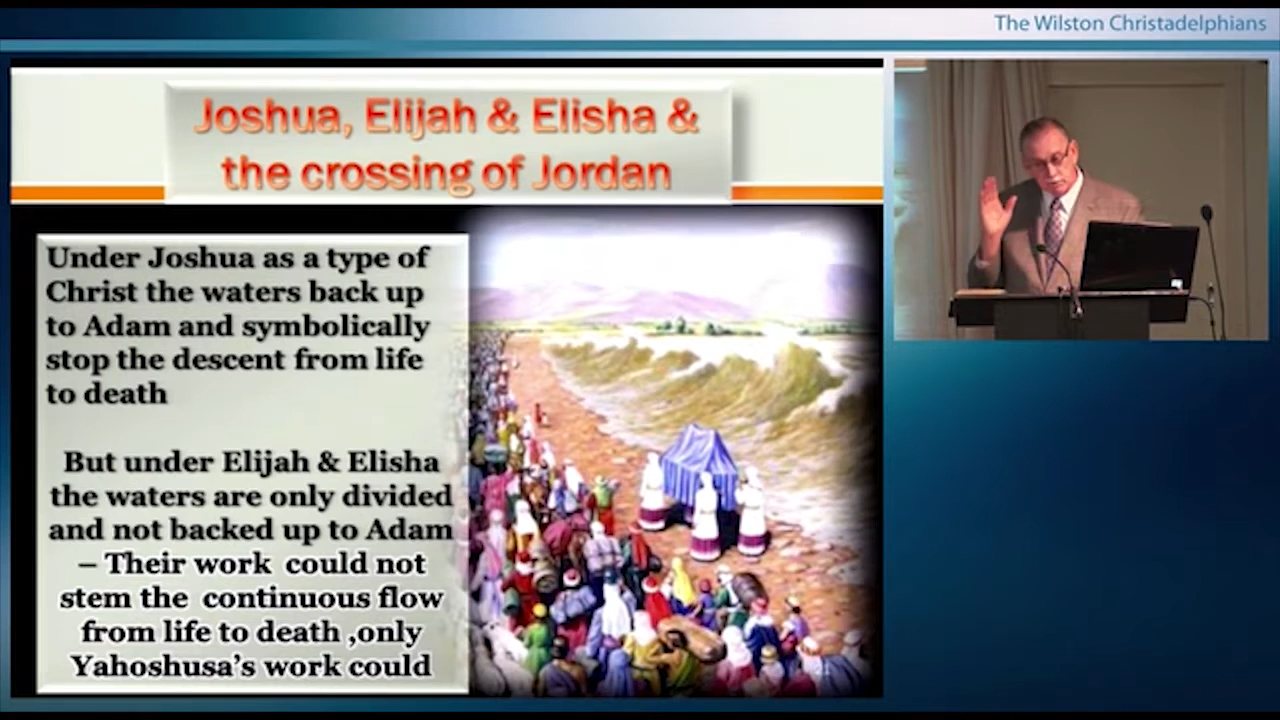 The Wilston Christadelphians
Joshua, Elijah & Elisha &
the crossing of Jordan
Under Joshua as a type of
Christ the waters back up
to Adam and symbolically
stop the descent from life
to death
But under Elijah & Elisha
the waters are only divided
and not backed up to Adam
– Their work could not
stem the continuous flow
from life to death ,only
Yahoshusa's work could